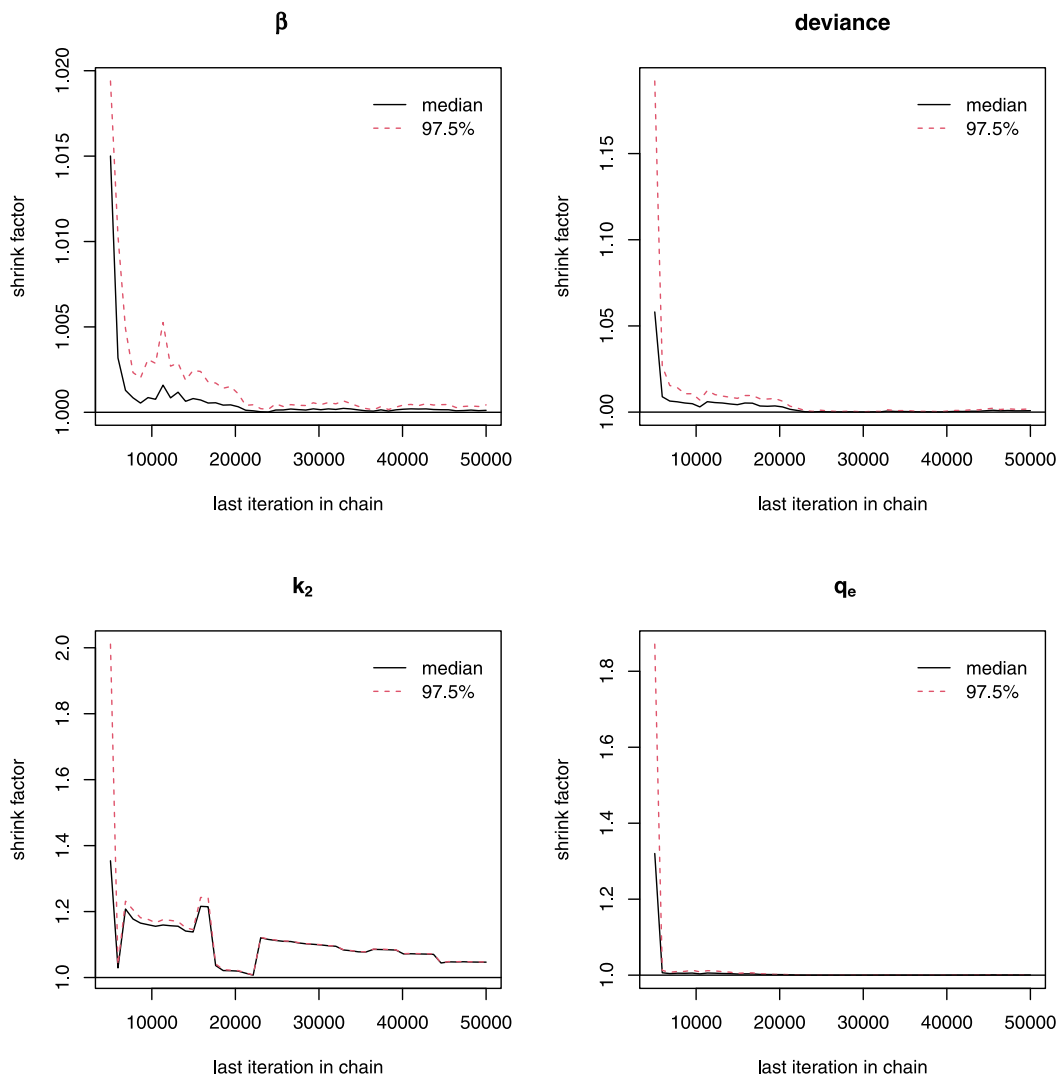 β
shrink factor
1.000 1.005 1.010 1.015 1.020
median
97.5%
10000 20000 30000 40000 50000
last iteration in chain
deviance
shrink factor
1.00 1.05 1.10 1.15
median
97.5%
10000 20000 30000 40000 50000
last iteration in chain
k₂
shrink factor
1.0 1.2 1.4 1.6 1.8 2.0
median
97.5%
10000 20000 30000 40000 50000
last iteration in chain
qₑ
shrink factor
1.0 1.2 1.4 1.6 1.8
median
97.5%
10000 20000 30000 40000 50000
last iteration in chain